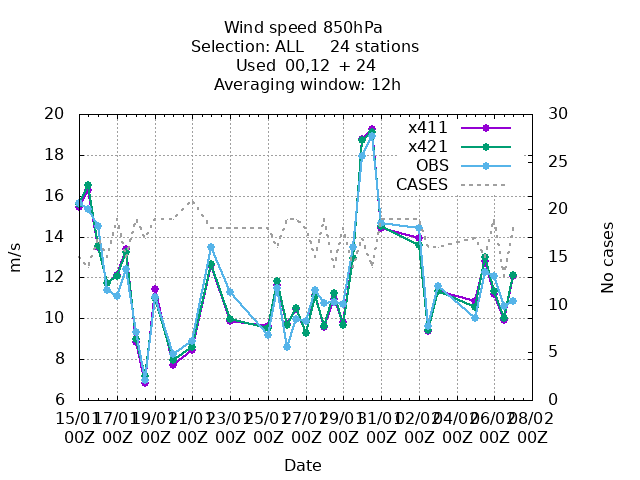 Wind speed 850hPa
Selection: ALL 24 stations
Used 00,12 + 24
Averaging window: 12h
20
18
16
14
12
10
8
6
m/s
30
25
20
15
10
5
0
No cases
x411
x421
OBS
CASES
15/01 17/01 19/01 21/01 23/01 25/01 27/01 29/01 31/01 02/02 04/02 06/02 08/02
00Z 00Z 00Z 00Z 00Z 00Z 00Z 00Z 00Z 00Z 00Z 00Z 00Z
Date